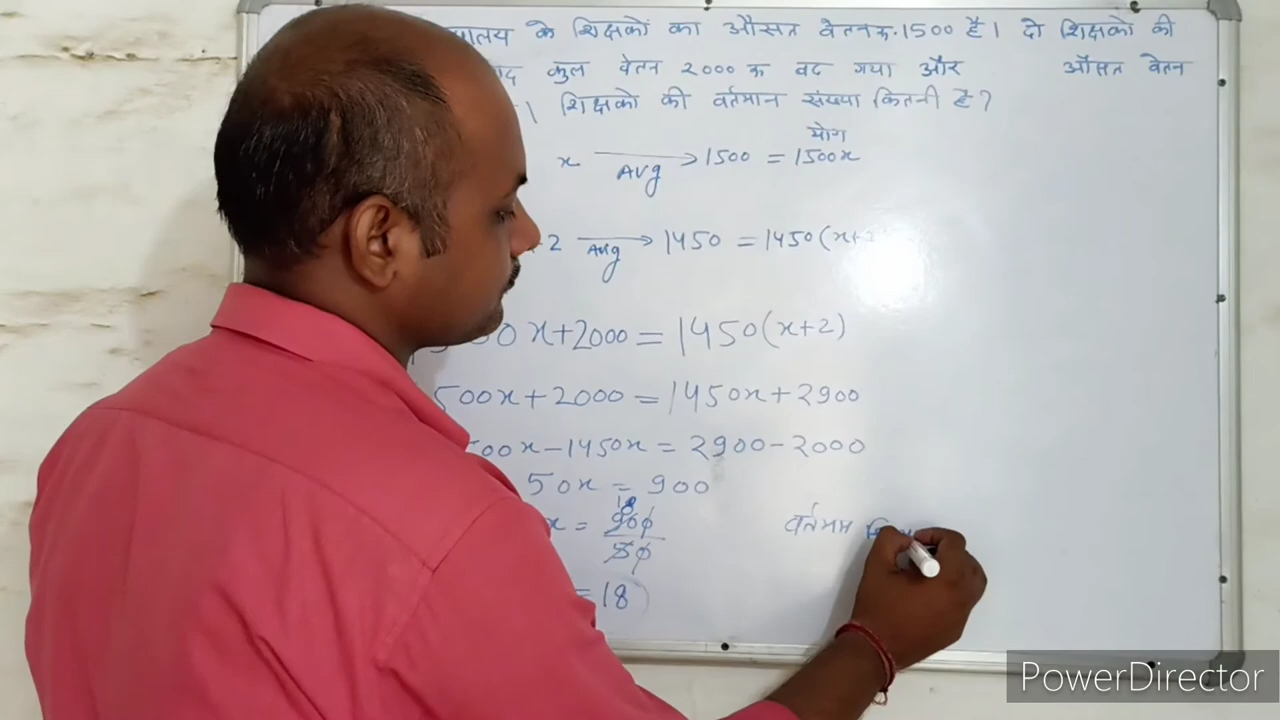 के शिक्षकों का औसत वेतन रु.1500 है। दो शिक्षकों की
कुल वेतन 2000 रू बढ गया और औसत वेतन
। शिक्षकों की वर्तमान संख्या कितनी है?
योग
x Avg → 1500 = 1500x
2 Avg → 1450 = 1450(x+
0x+2000 = 1450(x+2)
500x+2000 = 1450x+2900
00x-1450x = 2900-2000
50x = 900
18
x = 900/50
=18
वर्तमान
PowerDirector